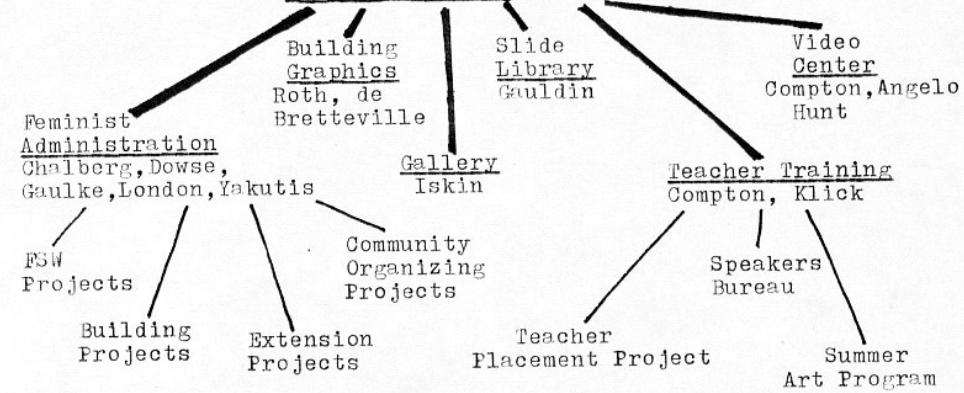 Building
Graphics
Roth, de
Bretteville
Slide
Library
Gauldin
Video
Center
Compton, Angelo
Hunt
Feminist
Administration
Chalberg, Dowse,
Gaulke, London, Yakutis
Gallery
Iskin
Teacher Training
Compton, Klick
FSW
Projects
Building
Projects
Extension
Projects
Community
Organizing
Projects
Teacher
Placement Project
Speakers
Bureau
Summer
Art Program